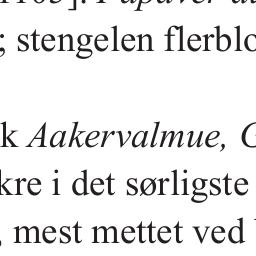 ; stengelen flerblo
k Aakervalmue, G
kre i det sørligste
, mest mettet ved